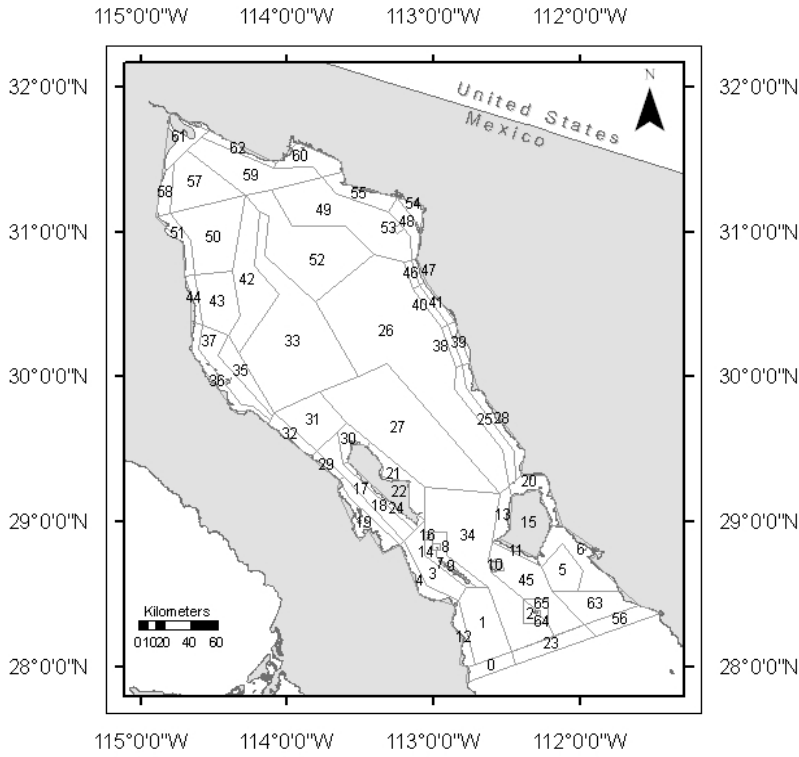 115°0'0"W 114°0'0"W 113°0'0"W 112°0'0"W
N
32°0'0"N 32°0'0"N
United States
Mexico
61 62 60
59
57
58 55
54
49
48
53
51 50
52
46 47
42
44 43 40 41
26
37 33 38 39
35
36
31 25 28
32 27
30
29
21 20
17 22
18 24
19 13 15
16 34
14 8 11 6
7 9 10 5
3
4 45
65 63
2
1 64 56
12 23
0
31°0'0"N 31°0'0"N
30°0'0"N 30°0'0"N
29°0'0"N 29°0'0"N
28°0'0"N 28°0'0"N
Kilometers
0 10 20 40 60
115°0'0"W 114°0'0"W 113°0'0"W 112°0'0"W